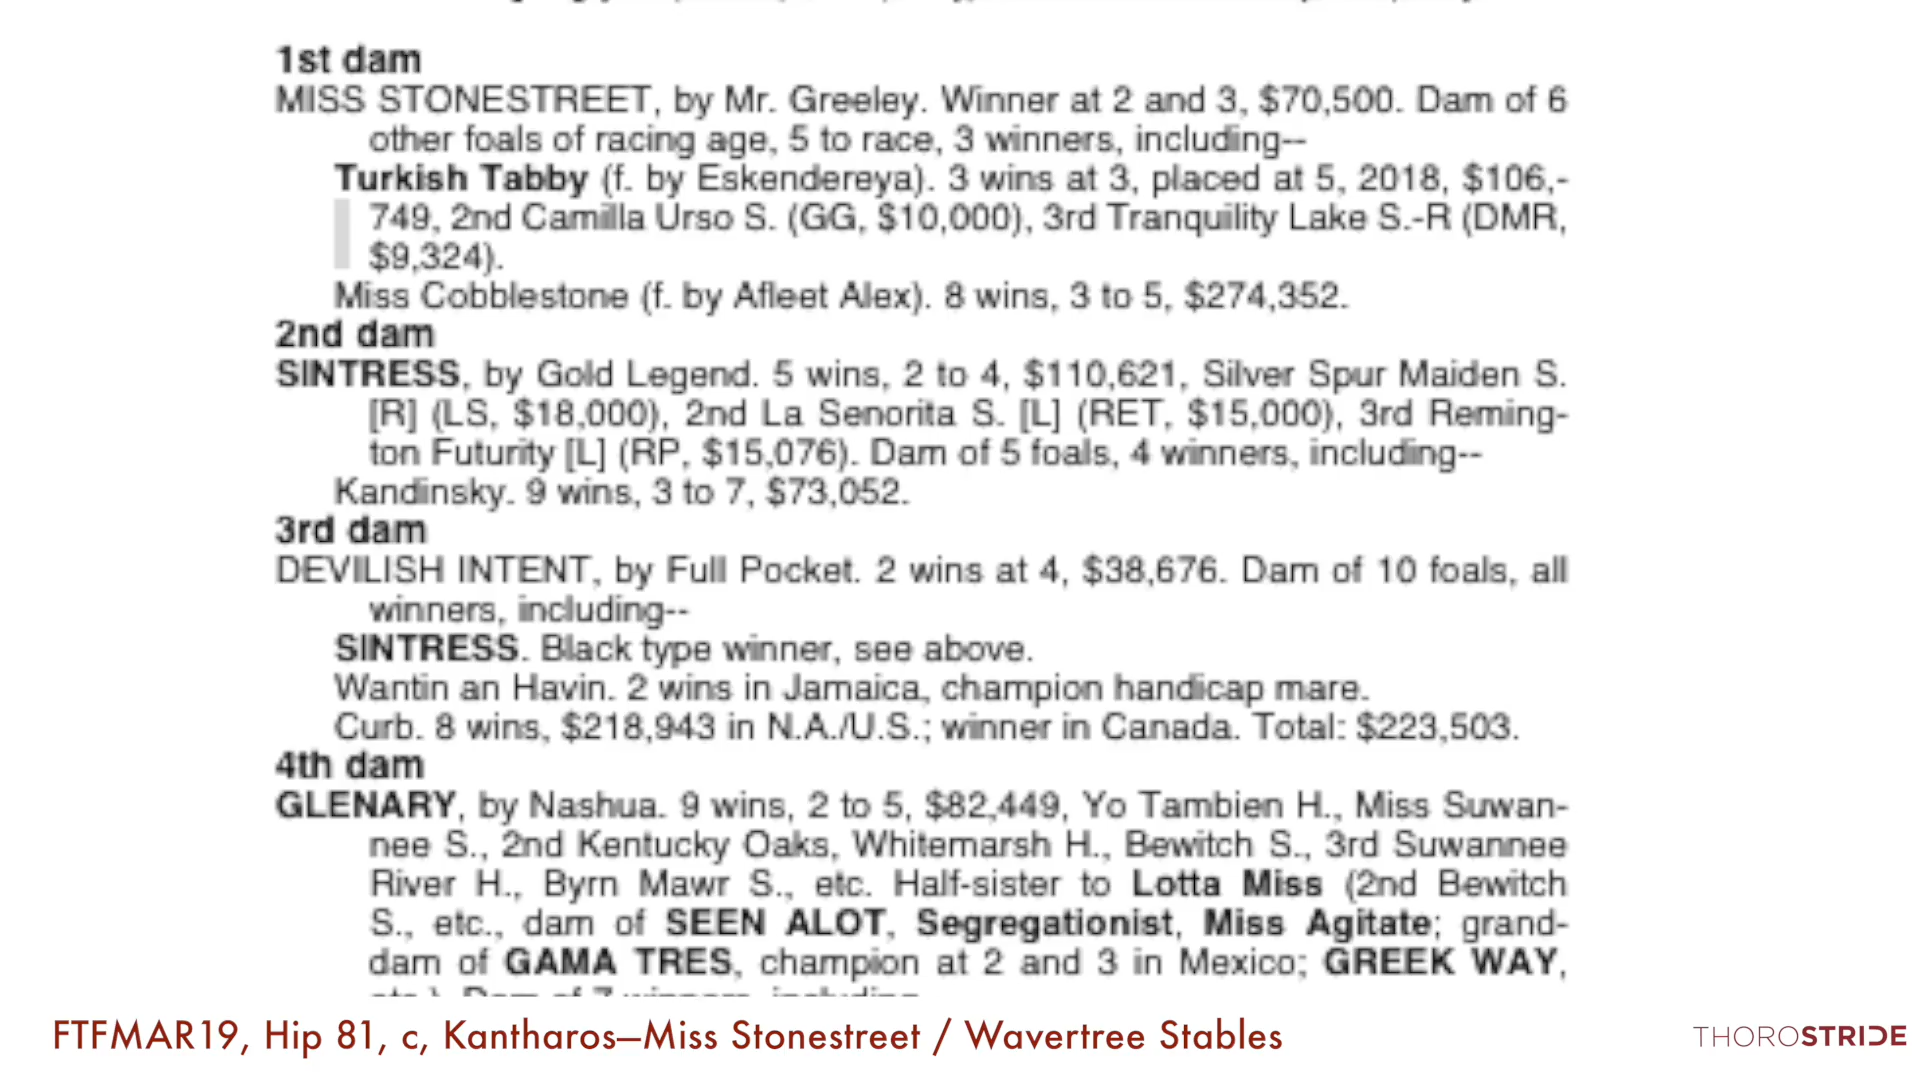 1st dam
MISS STONESTREET, by Mr. Greeley. Winner at 2 and 3, $70,500. Dam of 6
other foals of racing age, 5 to race, 3 winners, including--
Turkish Tabby (f. by Eskendereya). 3 wins at 3, placed at 5, 2018, $106,-
749, 2nd Camilla Urso S. (GG, $10,000), 3rd Tranquility Lake S.-R (DMR,
$9,324).
Miss Cobblestone (f. by Afleet Alex). 8 wins, 3 to 5, $274,352.
2nd dam
SINTRESS, by Gold Legend. 5 wins, 2 to 4, $110,621, Silver Spur Maiden S.
[R] (LS, $18,000), 2nd La Senorita S. [L] (RET, $15,000), 3rd Reming-
ton Futurity [L] (RP, $15,076). Dam of 5 foals, 4 winners, including--
Kandinsky. 9 wins, 3 to 7, $73,052.
3rd dam
DEVILISH INTENT, by Full Pocket. 2 wins at 4, $38,676. Dam of 10 foals, all
winners, including--
SINTRESS. Black type winner, see above.
Wantin an Havin. 2 wins in Jamaica, champion handicap mare.
Curb. 8 wins, $218,943 in N.A./U.S.; winner in Canada. Total: $223,503.
4th dam
GLENARY, by Nashua. 9 wins, 2 to 5, $82,449, Yo Tambien H., Miss Suwan-
nee S., 2nd Kentucky Oaks, Whitemarsh H., Bewitch S., 3rd Suwannee
River H., Byrn Mawr S., etc. Half-sister to Lotta Miss (2nd Bewitch
S., etc., dam of SEEN ALOT, Segregationist, Miss Agitate; grand-
dam of GAMA TRES, champion at 2 and 3 in Mexico; GREEK WAY,
etc.). Dam of 7 winners, including
FTFMAR19, Hip 81, c, Kantharos—Miss Stonestreet / Wavertree Stables
THOROSTRIDE